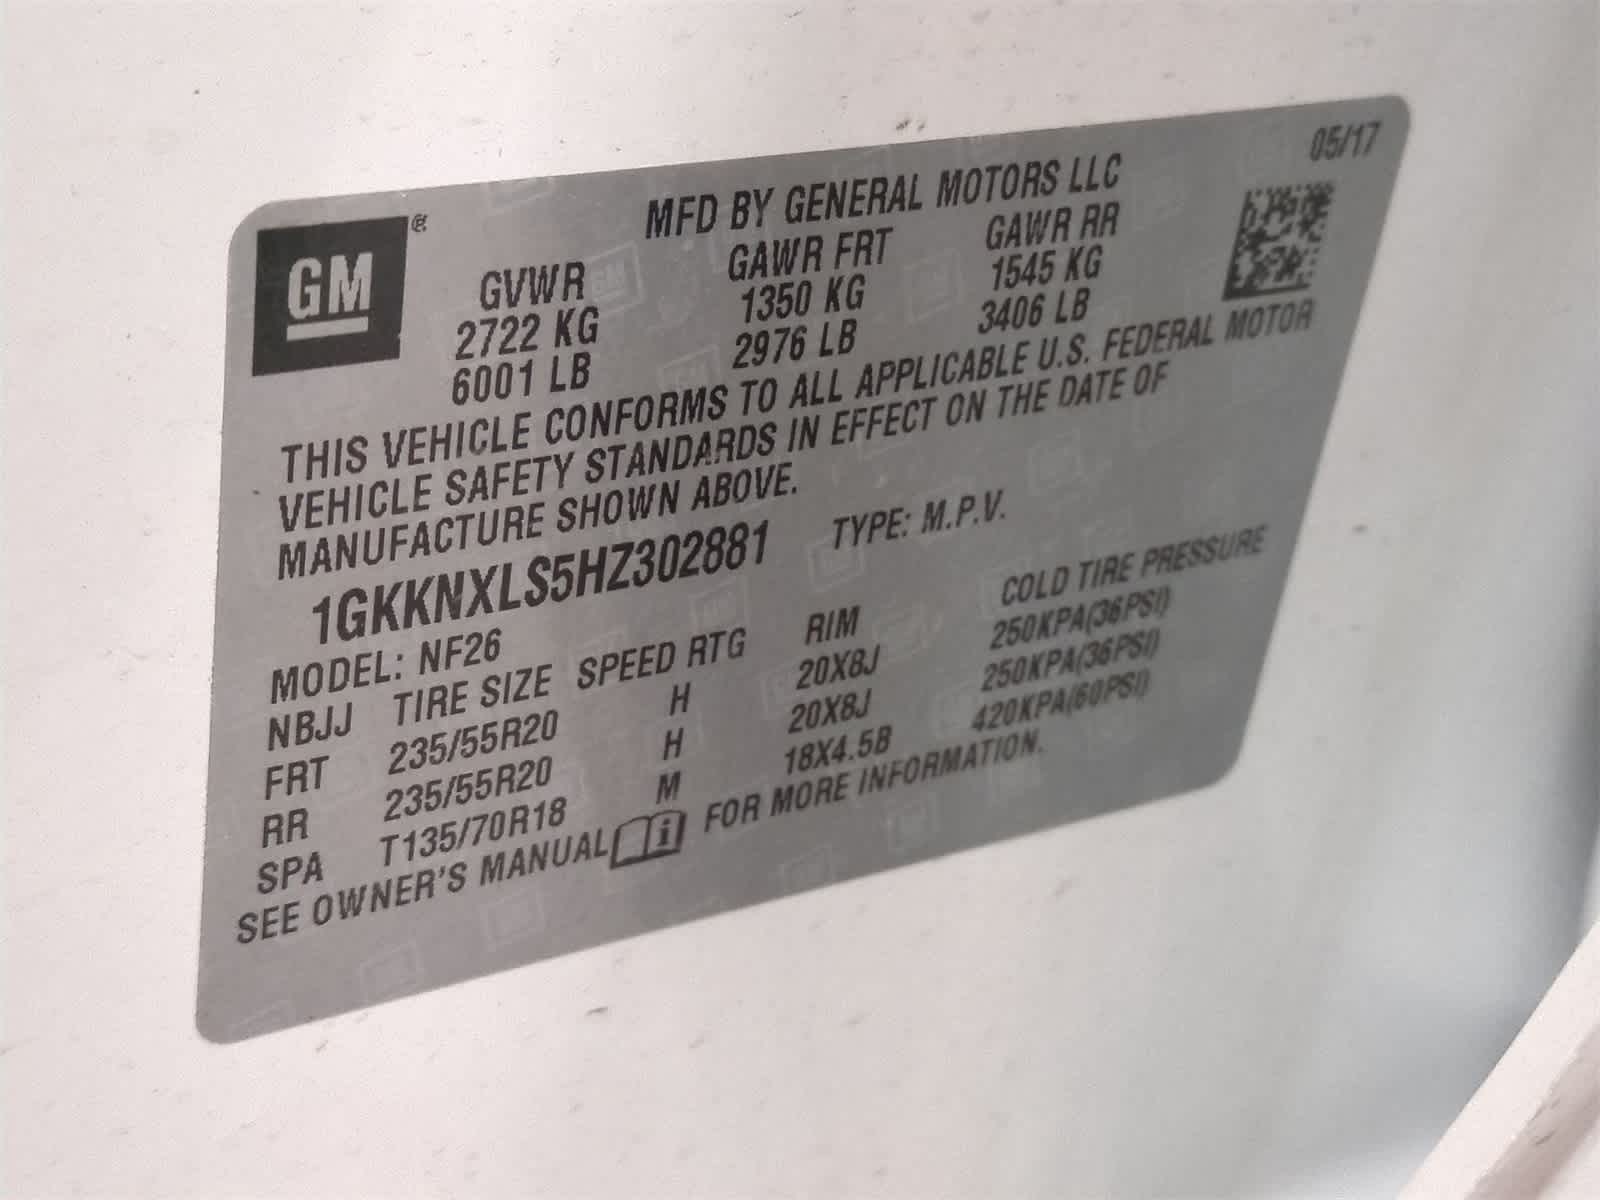 05/17
GM
MFD BY GENERAL MOTORS LLC
GVWR GAWR FRT GAWR RR
2722 KG 1350 KG 1545 KG
6001 LB 2976 LB 3406 LB
THIS VEHICLE CONFORMS TO ALL APPLICABLE U.S. FEDERAL MOTOR
VEHICLE SAFETY STANDARDS IN EFFECT ON THE DATE OF
MANUFACTURE SHOWN ABOVE.
1GKKNXLS5HZ302881 TYPE: M.P.V.
MODEL: NF26
NBJJ TIRE SIZE SPEED RTG RIM COLD TIRE PRESSURE
FRT 235/55R20 H 20X8J 250KPA(36PSI)
RR 235/55R20 H 20X8J 250KPA(36PSI)
SPA T135/70R18 M 18X4.5B 420KPA(60PSI)
SEE OWNER'S MANUAL FOR MORE INFORMATION.